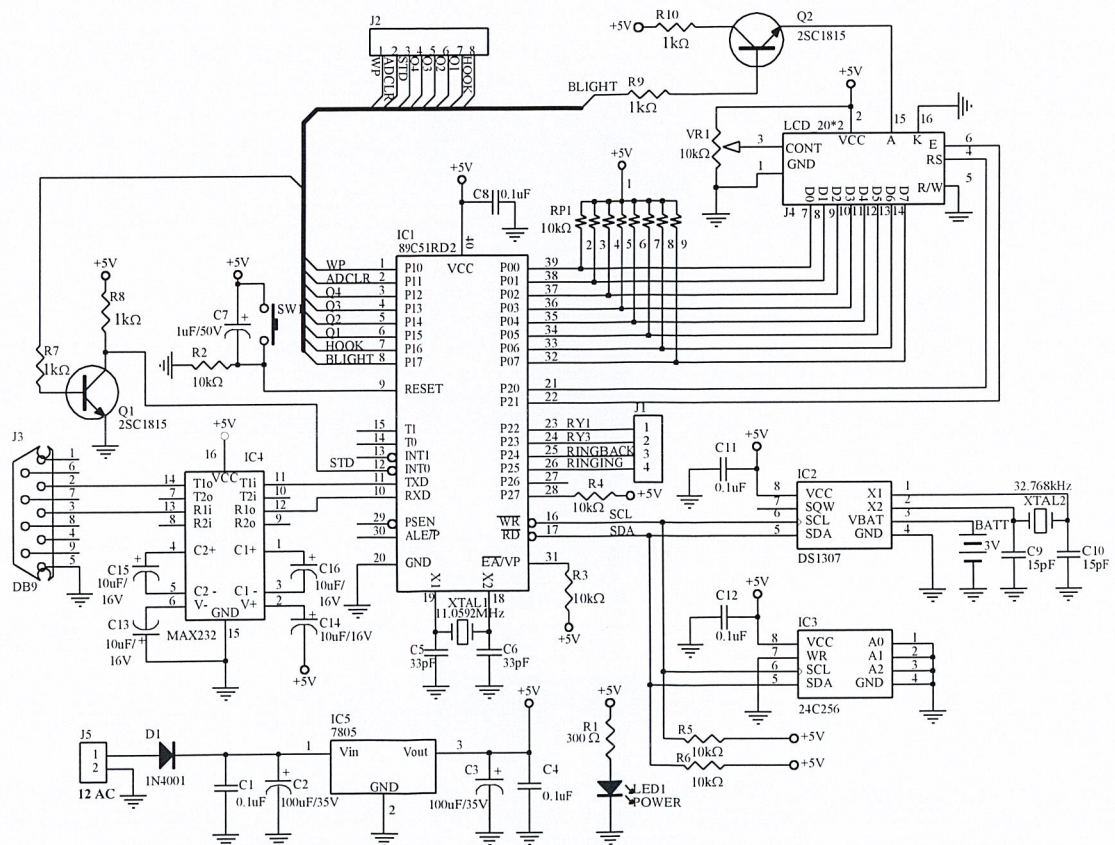 J2
1 2 3 4 5 6 7 8
WP ADCLR STD Q4 Q3 Q2 Q1 HOOK
+5V R10 1kΩ
Q2
2SC1815
BLIGHT R9 1kΩ
+5V
VR1 10kΩ
LCD 20*2
2 15 16
3 CONT VCC A K E 6
1 GND RS 4
R/W 5
D0 D1 D2 D3 D4 D5 D6 D7
J4 7 8 9 10 11 12 13 14
+5V
1
RP1
10kΩ
2 3 4 5 6 7 8 9
+5V
C8 0.1uF
IC1
89C51RD2
40
VCC
WP 1 P10 P00 39
ADCLR 2 P11 P01 38
Q4 3 P12 P02 37
Q3 4 P13 P03 36
Q2 5 P14 P04 35
Q1 6 P15 P05 34
HOOK 7 P16 P06 33
BLIGHT 8 P17 P07 32
9 RESET P20 21
P21 22
15 T1 P22 23 RY1
14 T0 P23 24 RY3
13 INT1 P24 25 RINGBACK
STD 12 INT0 P25 26 RINGING
11 TXD P26 27
10 RXD P27 28
29 PSEN WR 16 SCL
30 ALE/P RD 17 SDA
20 GND EA/VP 31
X1 X2
19 18
XTAL1
11.0592MHz
C5
33pF
C6
33pF
J1
1
2
3
4
R4
10kΩ
+5V
R3
10kΩ
+5V
+5V
R8
1kΩ
R7
1kΩ
Q1
2SC1815
+5V
C7
1uF/50V
SW1
R2
10kΩ
J3
1
6
2
7
3
8
4
9
5
DB9
+5V
16
IC4
VCC
14 T1o T1i 11
7 T2o T2i 10
13 R1i R1o 12
8 R2i R2o 9
4 C2+ C1+ 1
5 C2 - C1 - 3
6 V- V+ 2
GND
15
MAX232
C15
10uF/
16V
C13
10uF/
16V
C16
10uF/
16V
C14
10uF/16V
+5V
C11
0.1uF
+5V
IC2
8 VCC X1 1
7 SQW X2 2
6 SCL VBAT 3
5 SDA GND 4
DS1307
32.768kHz
XTAL2
BATT
3V
C9
15pF
C10
15pF
C12
0.1uF
+5V
IC3
8 VCC A0 1
7 WR A1 2
6 SCL A2 3
5 SDA GND 4
24C256
R5
10kΩ
+5V
R6
10kΩ
+5V
J5
1
2
12 AC
D1
1N4001
C1
0.1uF
C2
100uF/35V
IC5
7805
1 Vin Vout 3
GND
2
C3
100uF/35V
C4
0.1uF
+5V
+5V
R1
300 Ω
LED1
POWER